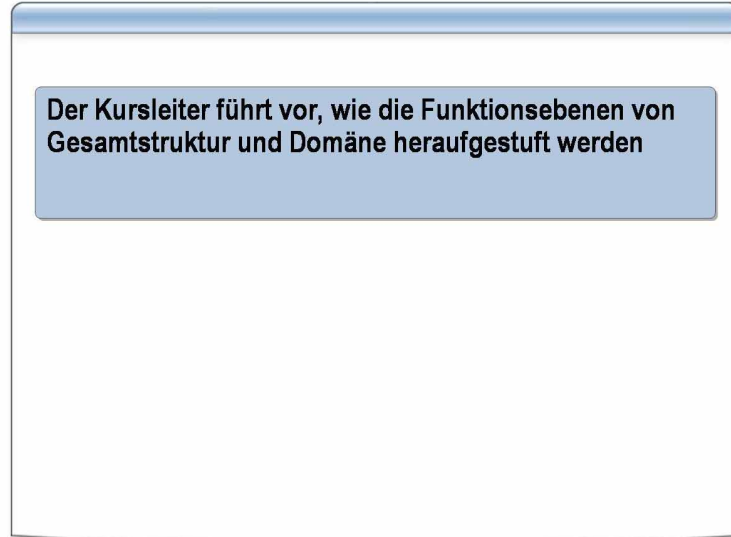 Der Kursleiter führt vor, wie die Funktionsebenen von
Gesamtstruktur und Domäne heraufgestuft werden